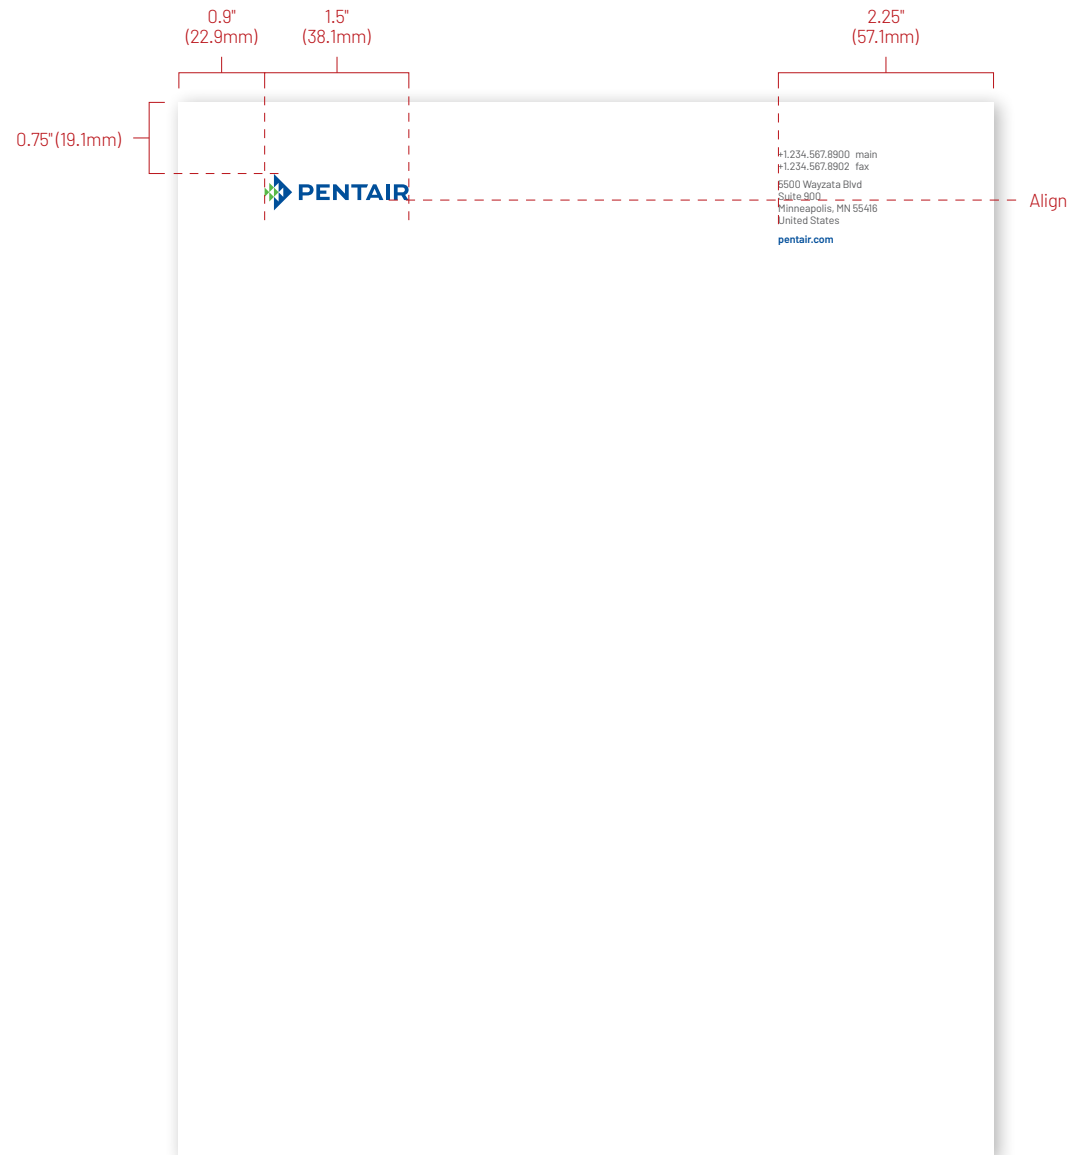 0.9"
(22.9mm)
1.5"
(38.1mm)
2.25"
(57.1mm)
0.75" (19.1mm)
PENTAIR
+1.234.567.8900 main
+1.234.567.8902 fax
5500 Wayzata Blvd
Suite 900
Minneapolis, MN 55416
United States
pentair.com
Align